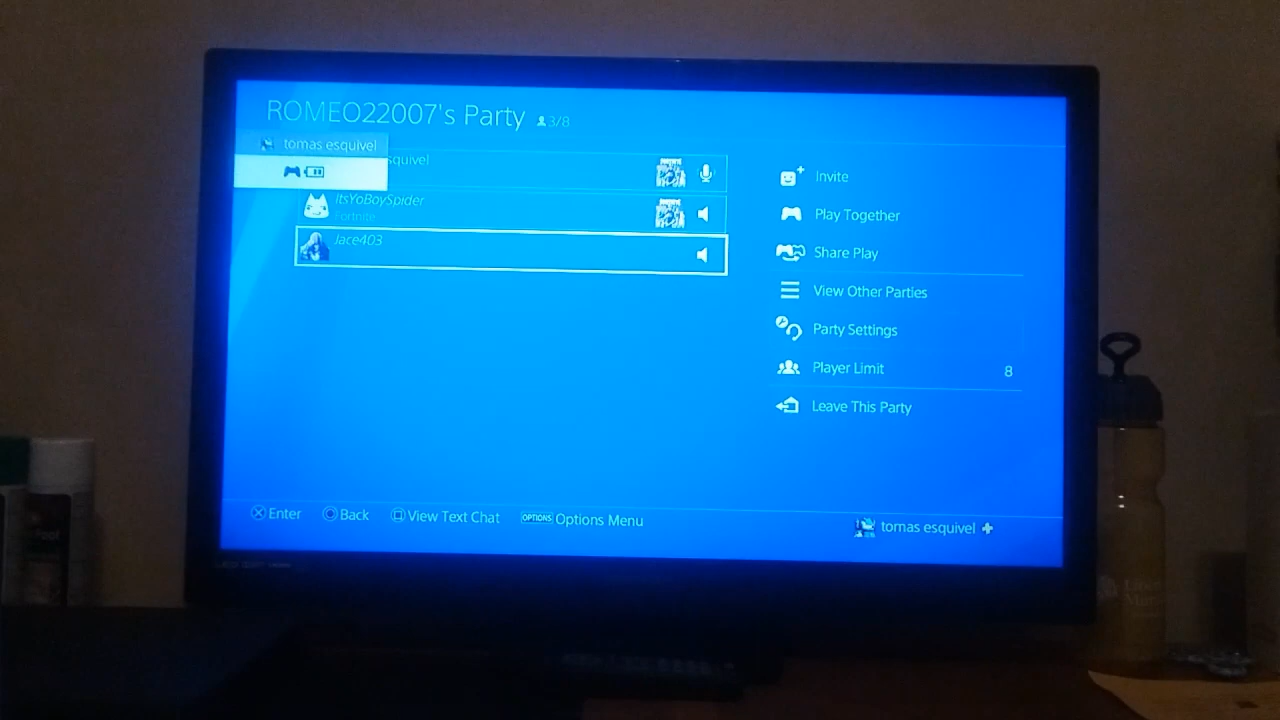 ROMEO22007's Party 3/8
tomas esquivel
squivel
ItsYoBoySpider
Fortnite
Jace403
Invite
Play Together
Share Play
View Other Parties
Party Settings
Player Limit 8
Leave This Party
Enter Back View Text Chat OPTIONS Options Menu
tomas esquivel